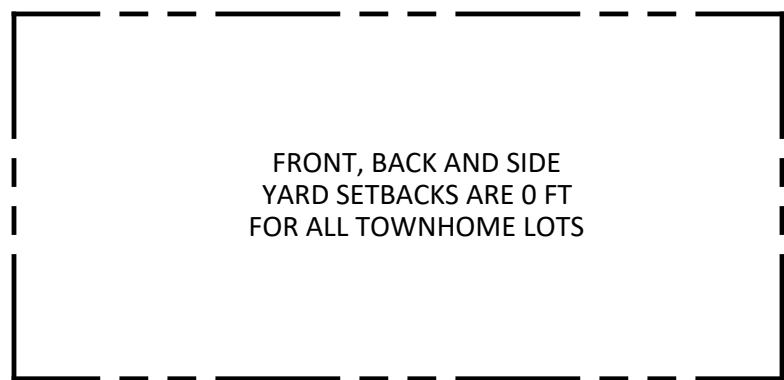 FRONT, BACK AND SIDE
YARD SETBACKS ARE 0 FT
FOR ALL TOWNHOME LOTS